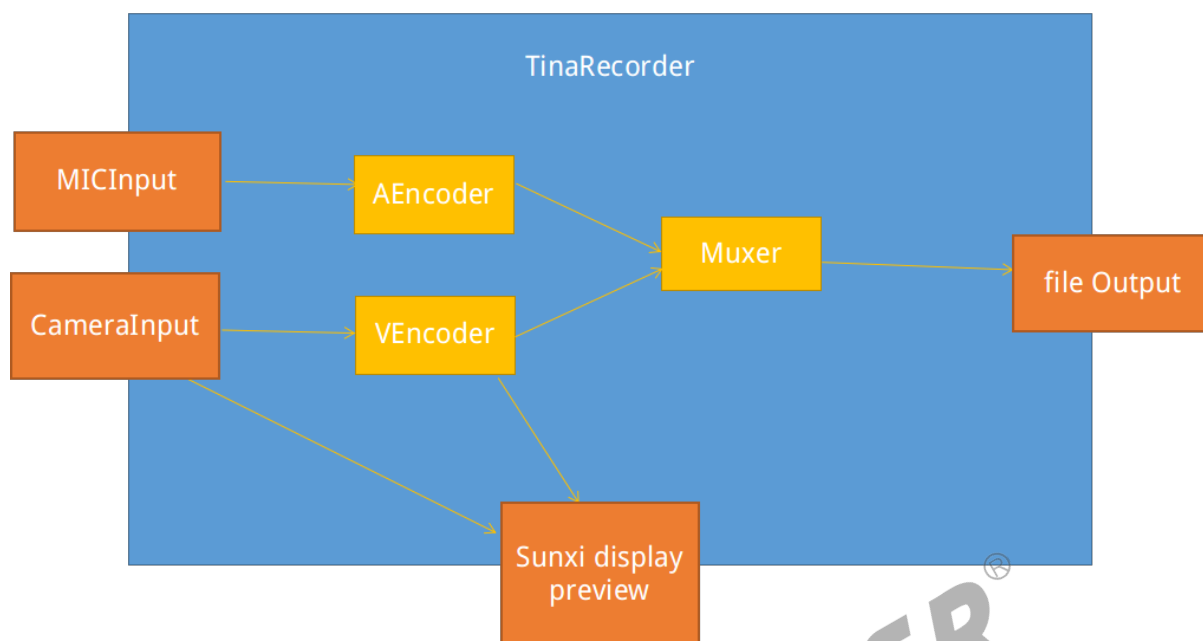 TinaRecorder
MICInput
AEncoder
Muxer
file Output
CameraInput
VEncoder
Sunxi display
preview
®